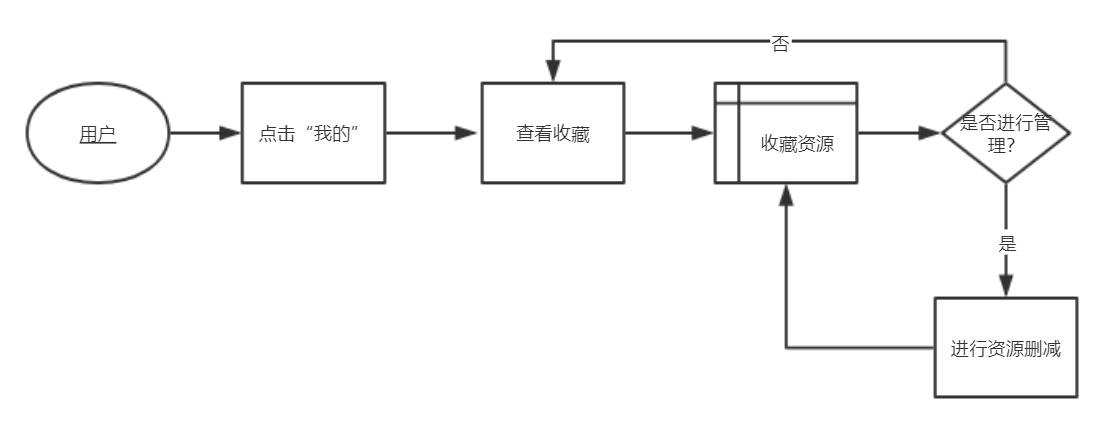 否
用户
点击“我的”
查看收藏
收藏资源
是否进行管
理?
是
进行资源删减